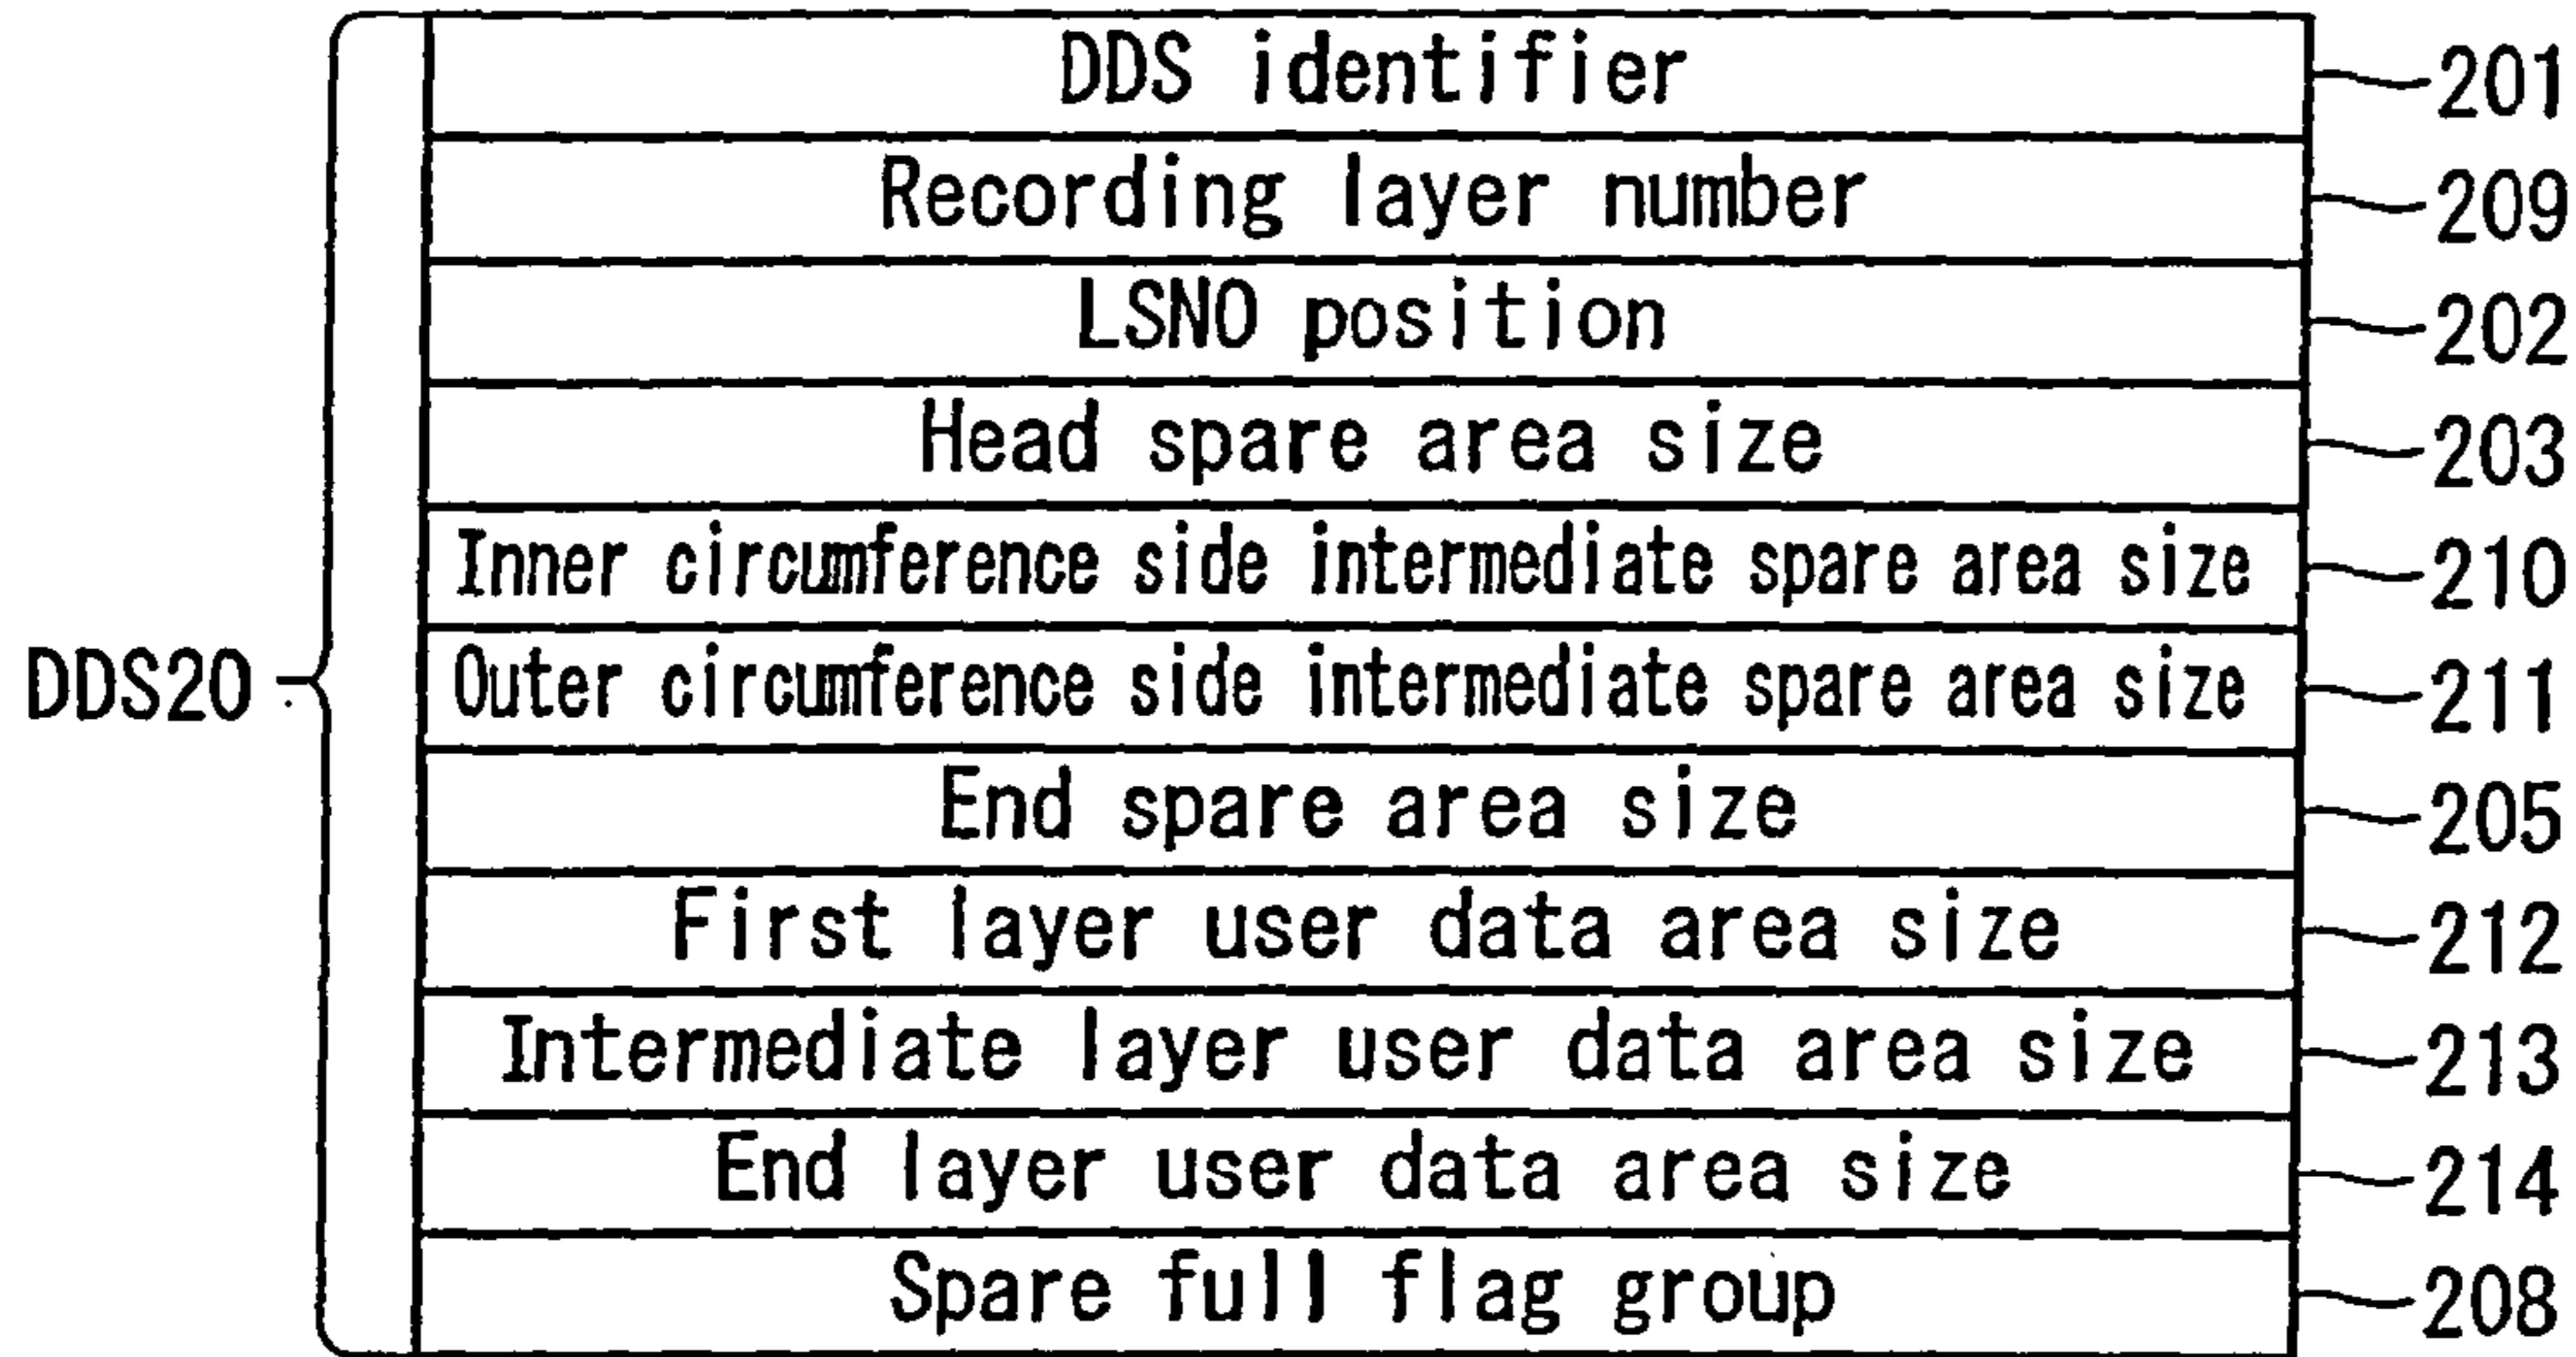 DDS identifier 201
Recording layer number 209
LSN0 position 202
Head spare area size 203
Inner circumference side intermediate spare area size 210
Outer circumference side intermediate spare area size 211
DDS20
End spare area size 205
First layer user data area size 212
Intermediate layer user data area size 213
End layer user data area size 214
Spare full flag group 208